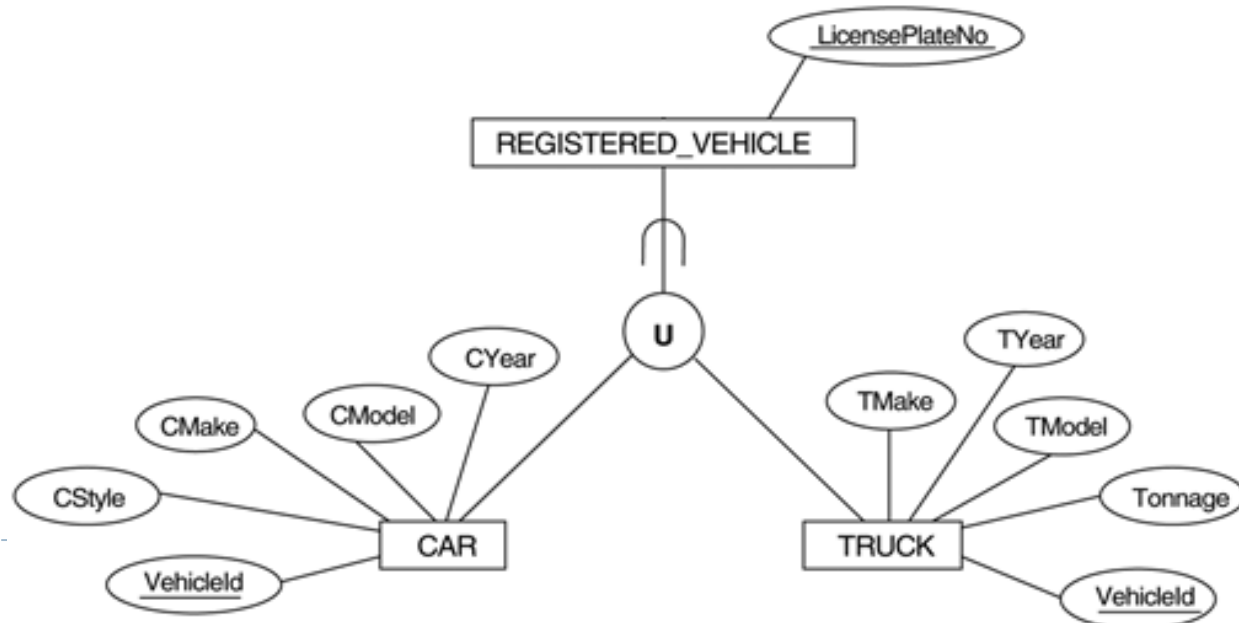 LicensePlateNo
REGISTERED_VEHICLE
U
CYear
TYear
CMake
CModel
TMake
TModel
CStyle
Tonnage
CAR
TRUCK
VehicleId
VehicleId